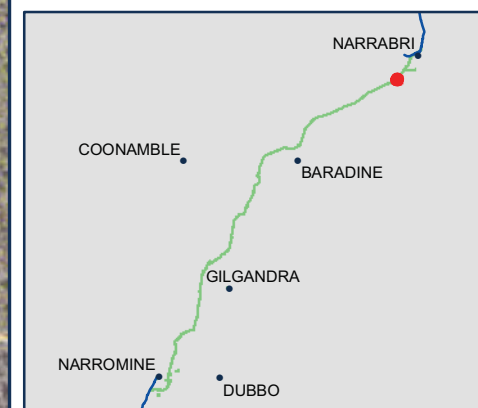 NARRABRI
COONAMBLE
BARADINE
GILGANDRA
NARROMINE
DUBBO